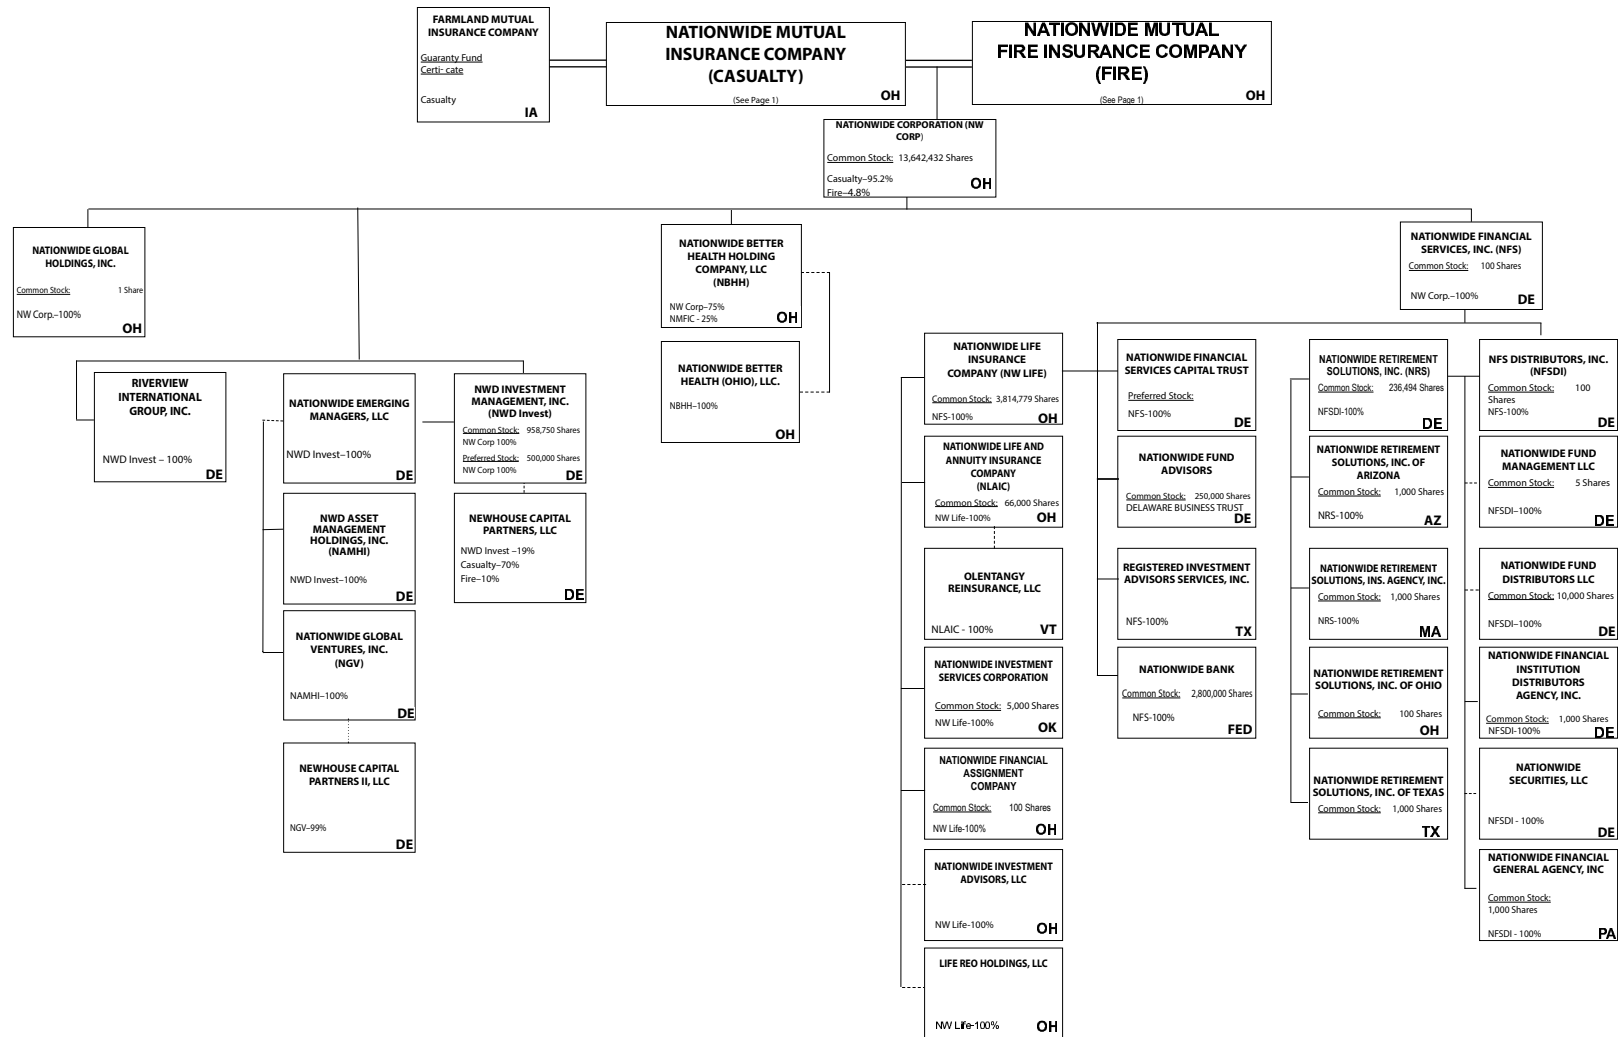 FARMLAND MUTUAL
INSURANCE COMPANY
Guaranty Fund
Certi- cate
Casualty
IA
NATIONWIDE MUTUAL
INSURANCE COMPANY
(CASUALTY)
(See Page 1)
OH
NATIONWIDE MUTUAL
FIRE INSURANCE COMPANY
(FIRE)
(See Page 1)
OH
NATIONWIDE CORPORATION (NW
CORP)
Common Stock: 13,642,432 Shares
Casualty–95.2%
Fire–4.8%
OH
NATIONWIDE GLOBAL
HOLDINGS, INC.
Common Stock: 1 Share
NW Corp.–100%
OH
NATIONWIDE BETTER
HEALTH HOLDING
COMPANY, LLC
(NBHH)
NW Corp–75%
NMFIC - 25%
OH
NATIONWIDE BETTER
HEALTH (OHIO), LLC.
NBHH–100%
OH
NATIONWIDE FINANCIAL
SERVICES, INC. (NFS)
Common Stock: 100 Shares
NW Corp.–100%
DE
RIVERVIEW
INTERNATIONAL
GROUP, INC.
NWD Invest – 100%
DE
NATIONWIDE EMERGING
MANAGERS, LLC
NWD Invest–100%
DE
NWD INVESTMENT
MANAGEMENT, INC.
(NWD Invest)
Common Stock: 958,750 Shares
NW Corp 100%
Preferred Stock: 500,000 Shares
NW Corp 100%
DE
NWD ASSET
MANAGEMENT
HOLDINGS, INC.
(NAMHI)
NWD Invest–100%
DE
NEWHOUSE CAPITAL
PARTNERS, LLC
NWD Invest –19%
Casualty–70%
Fire–10%
DE
NATIONWIDE GLOBAL
VENTURES, INC.
(NGV)
NAMHI–100%
DE
NEWHOUSE CAPITAL
PARTNERS II, LLC
NGV–99%
DE
NATIONWIDE LIFE
INSURANCE
COMPANY (NW LIFE)
Common Stock: 3,814,779 Shares
NFS-100%
OH
NATIONWIDE LIFE AND
ANNUITY INSURANCE
COMPANY
(NLAIC)
Common Stock: 66,000 Shares
NW Life-100%
OH
OLENTANGY
REINSURANCE, LLC
NLAIC - 100%
VT
NATIONWIDE INVESTMENT
SERVICES CORPORATION
Common Stock: 5,000 Shares
NW Life-100%
OK
NATIONWIDE FINANCIAL
ASSIGNMENT
COMPANY
Common Stock: 100 Shares
NW Life-100%
OH
NATIONWIDE INVESTMENT
ADVISORS, LLC
NW Life-100%
OH
LIFE REO HOLDINGS, LLC
NW Life-100%
OH
NATIONWIDE FINANCIAL
SERVICES CAPITAL TRUST
Preferred Stock:
NFS-100%
DE
NATIONWIDE FUND
ADVISORS
Common Stock: 250,000 Shares
DELAWARE BUSINESS TRUST
DE
REGISTERED INVESTMENT
ADVISORS SERVICES, INC.
NFS-100%
TX
NATIONWIDE BANK
Common Stock: 2,800,000 Shares
NFS-100%
FED
NATIONWIDE RETIREMENT
SOLUTIONS, INC. (NRS)
Common Stock: 236,494 Shares
NFSDI-100%
DE
NATIONWIDE RETIREMENT
SOLUTIONS, INC. OF
ARIZONA
Common Stock: 1,000 Shares
NRS-100%
AZ
NATIONWIDE RETIREMENT
SOLUTIONS, INS. AGENCY, INC.
Common Stock: 1,000 Shares
NRS-100%
MA
NATIONWIDE RETIREMENT
SOLUTIONS, INC. OF OHIO
Common Stock: 100 Shares
OH
NATIONWIDE RETIREMENT
SOLUTIONS, INC. OF TEXAS
Common Stock: 1,000 Shares
TX
NFS DISTRIBUTORS, INC.
(NFSDI)
Common Stock: 100
Shares
NFS-100%
DE
NATIONWIDE FUND
MANAGEMENT LLC
Common Stock: 5 Shares
NFSDI–100%
DE
NATIONWIDE FUND
DISTRIBUTORS LLC
Common Stock: 10,000 Shares
NFSDI–100%
DE
NATIONWIDE FINANCIAL
INSTITUTION
DISTRIBUTORS
AGENCY, INC.
Common Stock: 1,000 Shares
NFSDI-100%
DE
NATIONWIDE
SECURITIES, LLC
NFSDI - 100%
DE
NATIONWIDE FINANCIAL
GENERAL AGENCY, INC
Common Stock:
1,000 Shares
NFSDI - 100%
PA